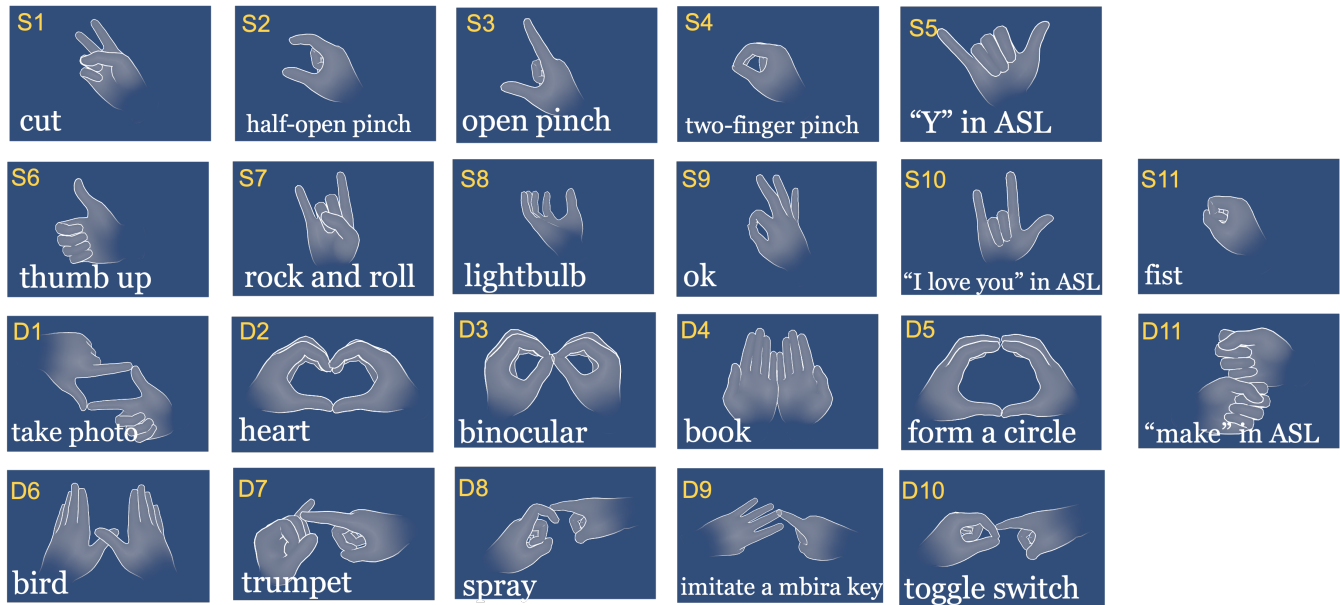 S1
cut
S2
half-open pinch
S3
open pinch
S4
two-finger pinch
S5
“Y” in ASL
S6
thumb up
S7
rock and roll
S8
lightbulb
S9
ok
S10
“I love you” in ASL
S11
fist
D1
take photo
D2
heart
D3
binocular
D4
book
D5
form a circle
D11
“make” in ASL
D6
bird
D7
trumpet
D8
spray
D9
imitate a mbira key
D10
toggle switch